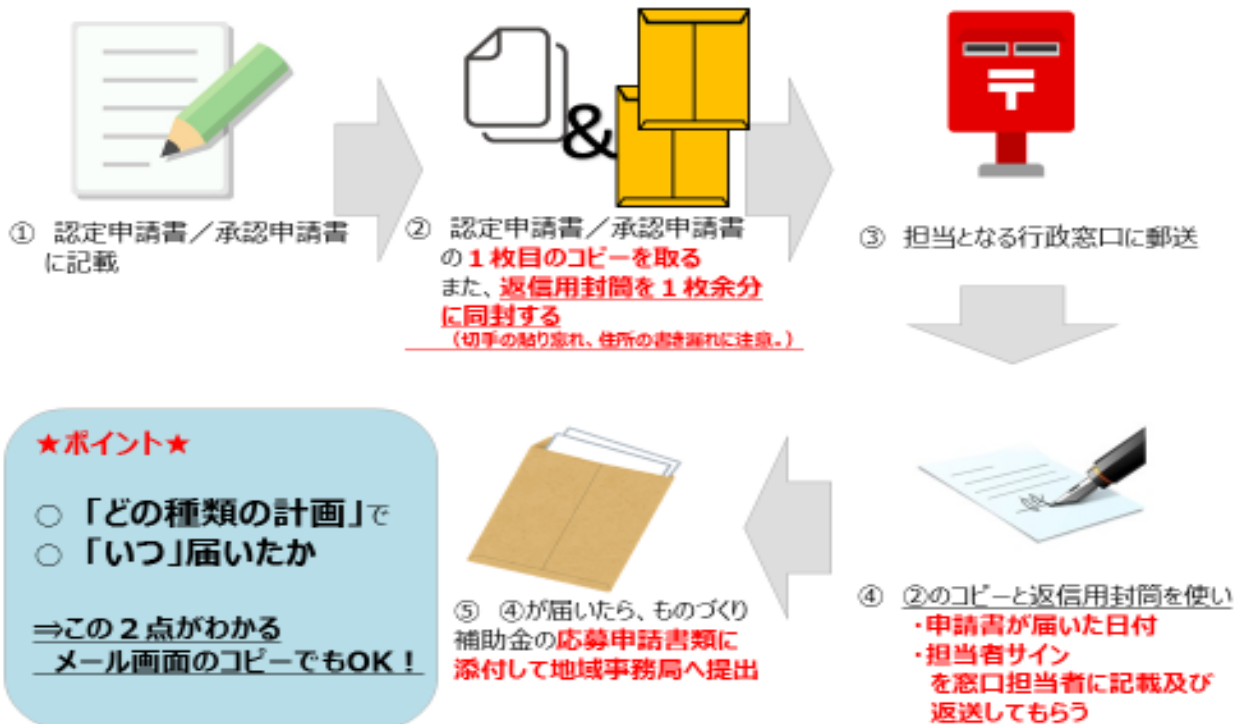 &
〒
① 認定申請書／承認申請書
に記載
② 認定申請書／承認申請書
の１枚目のコピーを取る
また、返信用封筒を１枚余分
に同封する
（切手の貼り忘れ、住所の書き漏れに注意。）
③ 担当となる行政窓口に郵送
④ ②のコピーと返信用封筒を使い
・申請書が届いた日付
・担当者サイン
を窓口担当者に記載及び
返送してもらう
⑤ ④が届いたら、ものづくり
補助金の応募申請書類に
添付して地域事務局へ提出
★ポイント★
○「どの種類の計画」で
○「いつ」届いたか
⇒この２点がわかる
メール画面のコピーでもOK！